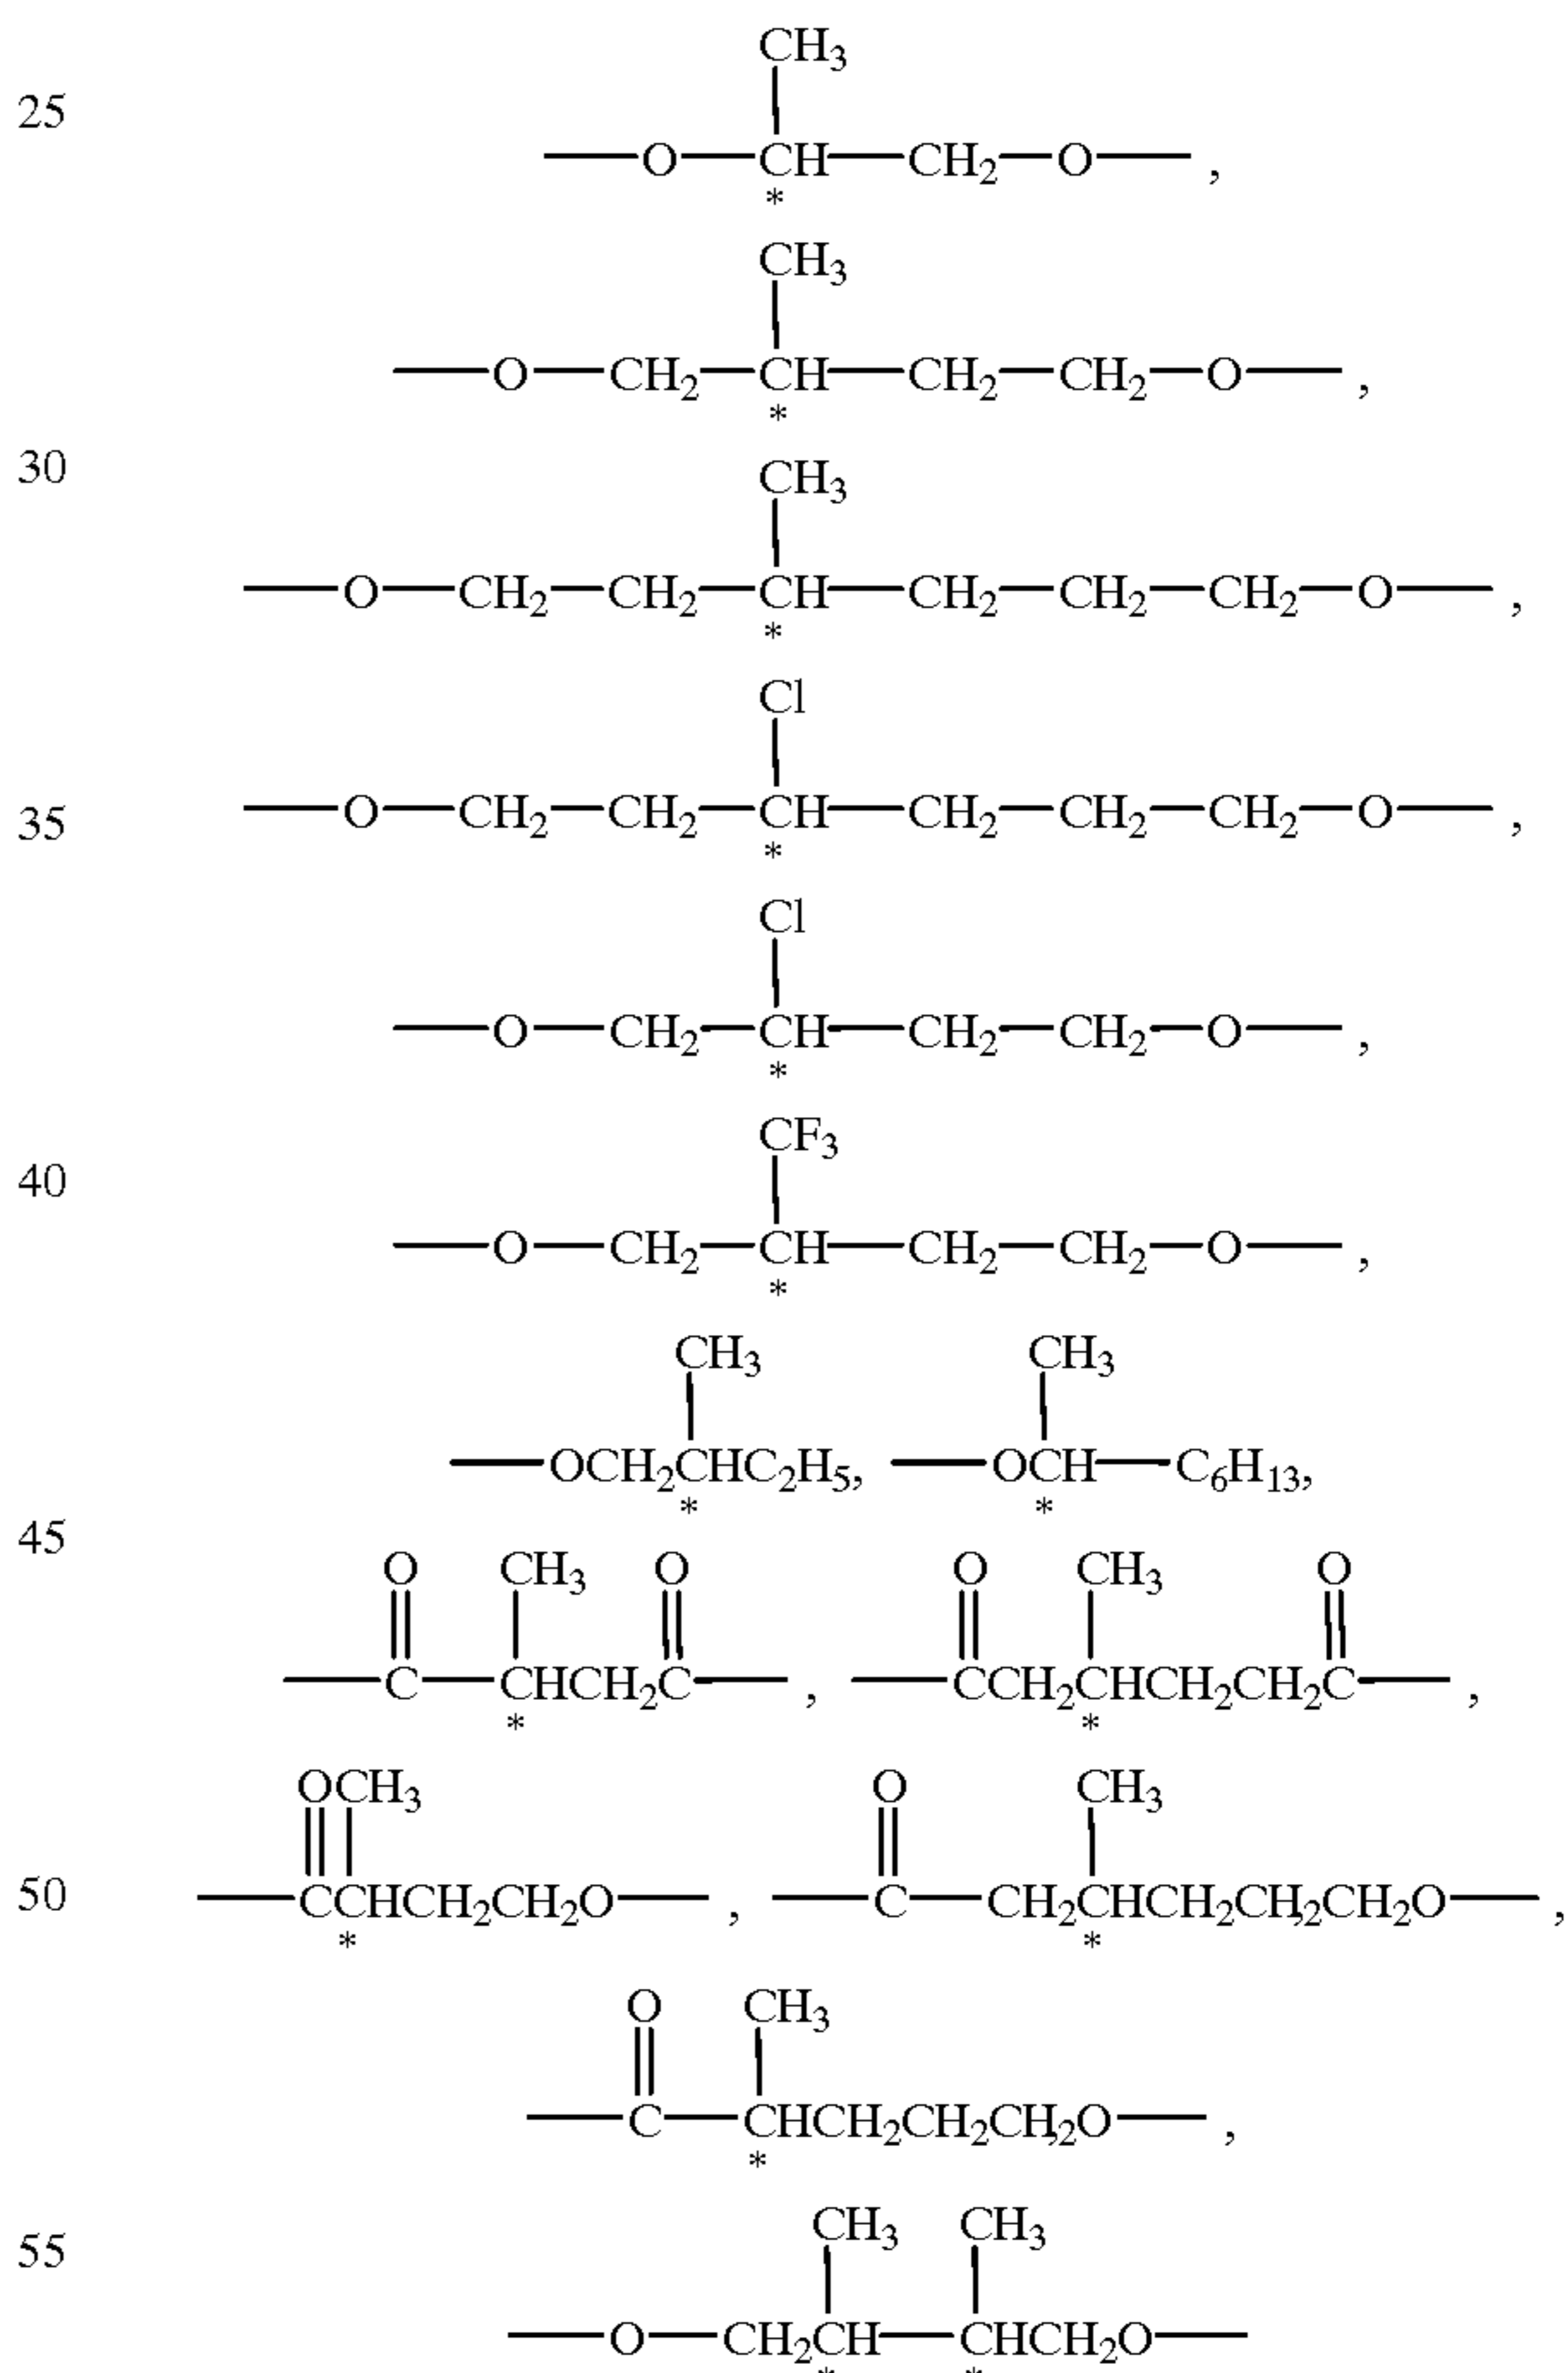 CH3
25
—O—CH—CH2—O—,
*
CH3
—O—CH2—CH—CH2—CH2—O—,
*
30
CH3
—O—CH2—CH2—CH—CH2—CH2—CH2—O—,
*
Cl
35
—O—CH2—CH2—CH—CH2—CH2—CH2—O—,
*
Cl
—O—CH2—CH—CH2—CH2—O—,
*
CF3
40
—O—CH2—CH—CH2—CH2—O—,
*
CH3 CH3
—OCH2CHC2H5, —OCH—C6H13,
* *
45
O CH3 O O CH3 O
—C—CHCH2C—, —CCH2CHCH2CH2C—,
* *
OCH3 O CH3
50
—CCHCH2CH2O—, —C—CH2CHCH2CH2CH2O—,
* *
O CH3
—C—CHCH2CH2CH2O—,
*
CH3 CH3
55
—O—CH2CH—CHCH2O—
* *